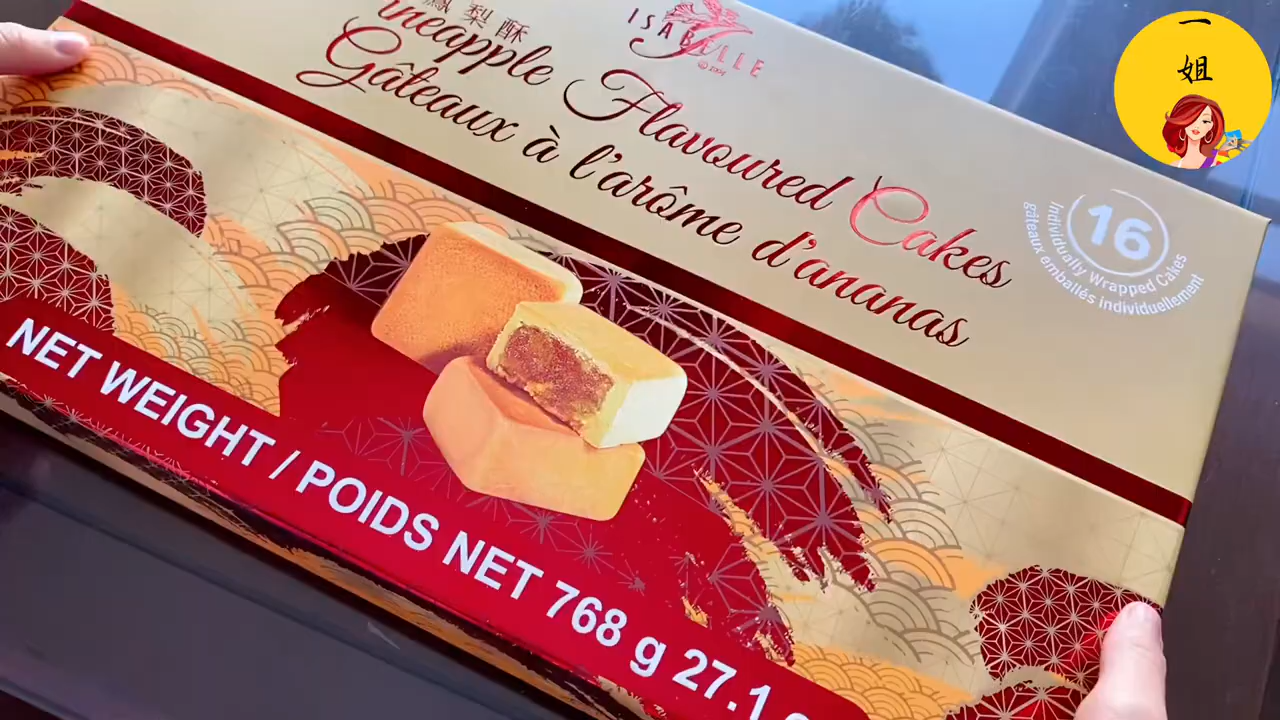 鳳梨酥
ISABELLE
ineapple Flavoured Cakes
Gâteaux à l'arôme d'ananas
16
Individually Wrapped Cakes
gâteaux emballés individuellement
NET WEIGHT / POIDS NET 768 g 27.1
一
姐